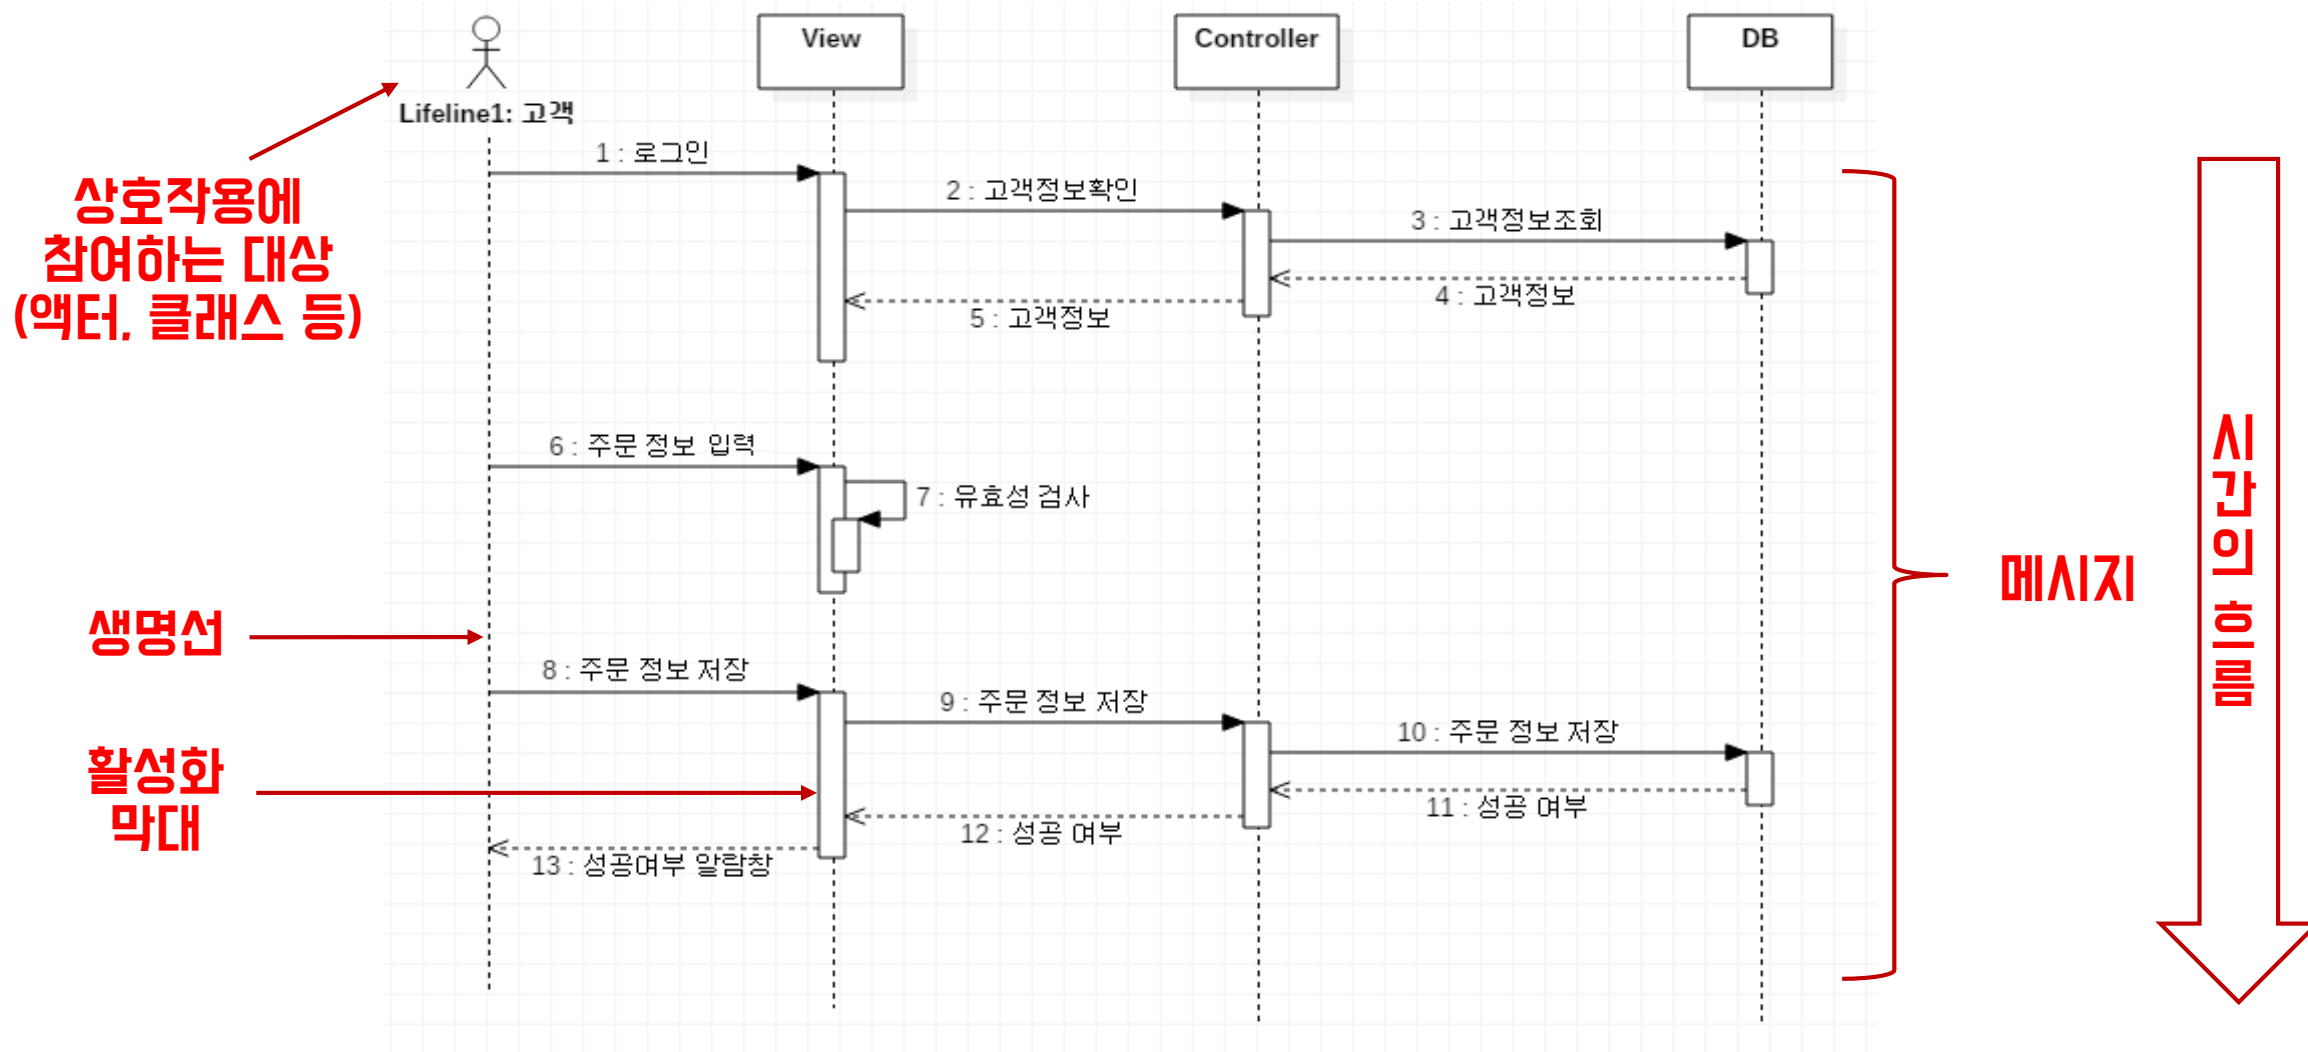 View
Controller
DB
Lifeline1: 고객
1 : 로그인
2 : 고객정보확인
3 : 고객정보조회
4 : 고객정보
5 : 고객정보
6 : 주문 정보 입력
7 : 유효성 검사
8 : 주문 정보 저장
9 : 주문 정보 저장
10 : 주문 정보 저장
11 : 성공 여부
12 : 성공 여부
13 : 성공여부 알람창
상호작용에
참여하는 대상
(액터, 클래스 등)
생명선
활성화
막대
메시지
시간의 흐름